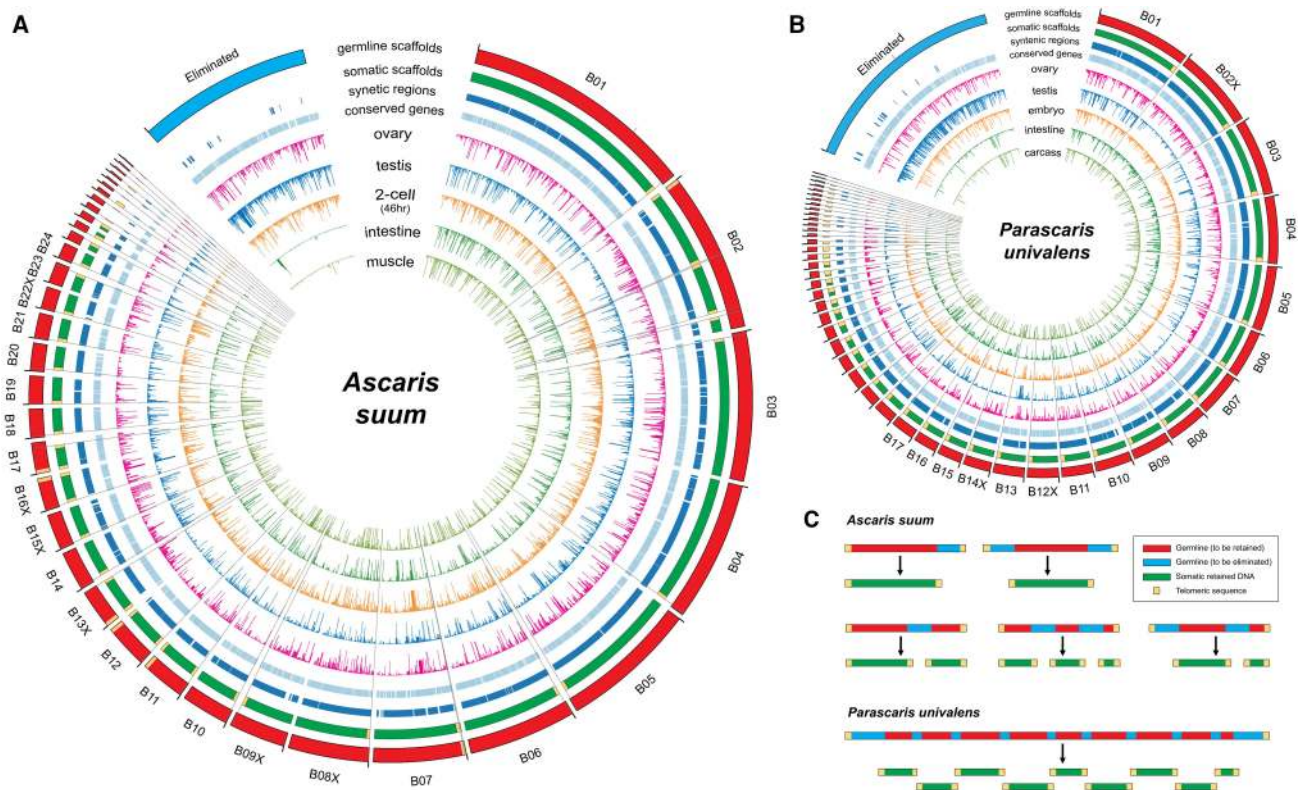 A
Eliminated
germline scaffolds
somatic scaffolds
synetic regions
conserved genes
ovary
testis
2-cell
(46hr)
intestine
muscle
B01
B02
B03
B04
B05
B06
B07
B08X
B09X
B10
B11
B12
B13X
B14
B15X
B16X
B17
B18
B19
B20
B21
B22X
B23
B24
Ascaris
suum
B
Eliminated
germline scaffolds
somatic scaffolds
syntenic regions
conserved genes
ovary
testis
embryo
intestine
carcass
B01
B02X
B03
B04
B05
B06
B07
B08
B09
B10
B11
B12X
B13
B14X
B15
B16
B17
Parascaris
univalens
C
Ascaris suum
Germline (to be retained)
Germline (to be eliminated)
Somatic retained DNA
Telomeric sequence
Parascaris univalens